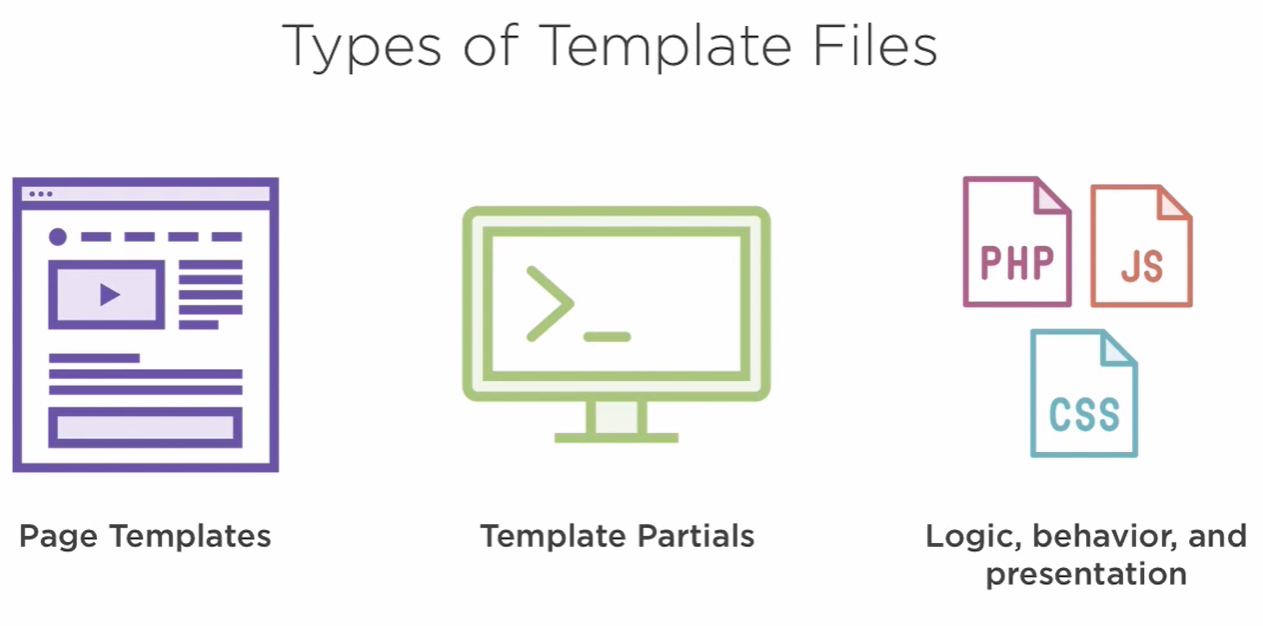 Types of Template Files
PHP
JS
CSS
Page Templates
Template Partials
Logic, behavior, and
presentation